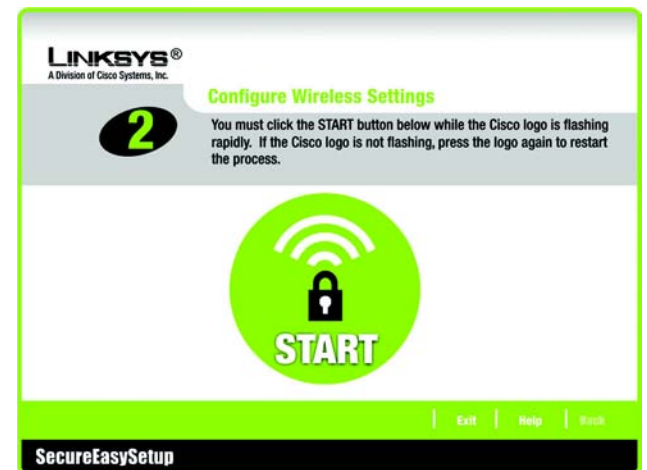 LINKSYS®
A Division of Cisco Systems, Inc.
Configure Wireless Settings
2
You must click the START button below while the Cisco logo is flashing
rapidly. If the Cisco logo is not flashing, press the logo again to restart
the process.
START
Exit Help Back
SecureEasySetup